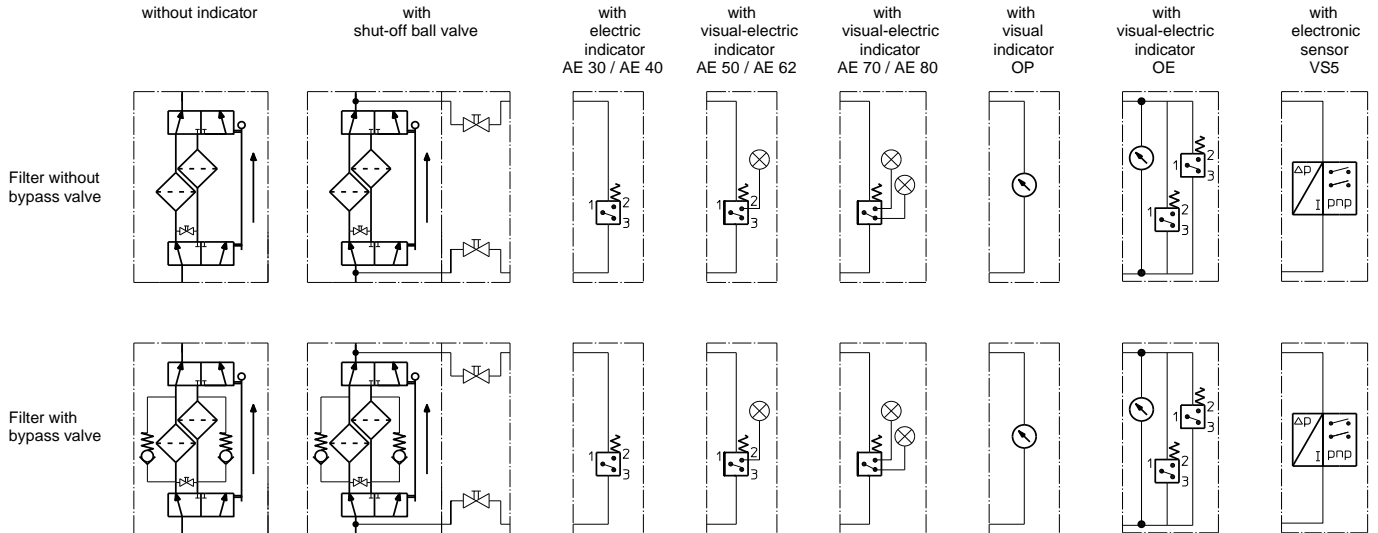 without indicator
with
shut-off ball valve
with
electric
indicator
AE 30 / AE 40
with
visual-electric
indicator
AE 50 / AE 62
with
visual-electric
indicator
AE 70 / AE 80
with
visual
indicator
OP
with
visual-electric
indicator
OE
with
electronic
sensor
VS5
Filter without
bypass valve
1 2
3
1 2
3
1 2
3
1 2
3
Δp
I pnp
Filter with
bypass valve
1 2
3
1 2
3
1 2
3
1 2
3
Δp
I pnp